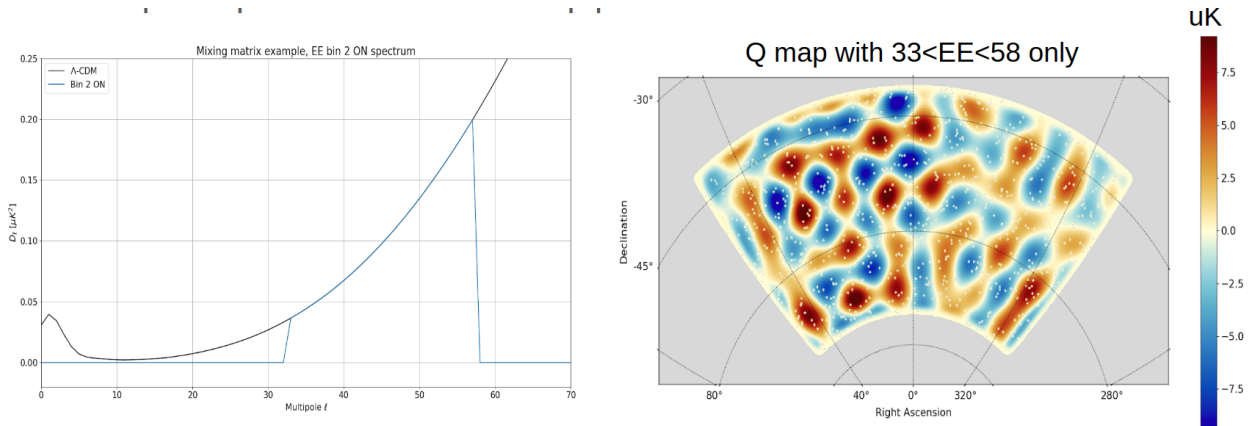 Mixing matrix example, EE bin 2 ON spectrum
0.25
0.20
0.15
0.10
0.05
0.00
Dℓ [μK²]
Λ-CDM
Bin 2 ON
0 10 20 30 40 50 60 70
Multipole ℓ
uK
Q map with 33<EE<58 only
-30°
-45°
Declination
80° 40° 0° 320° 280°
Right Ascension
7.5
5.0
2.5
0.0
−2.5
−5.0
−7.5